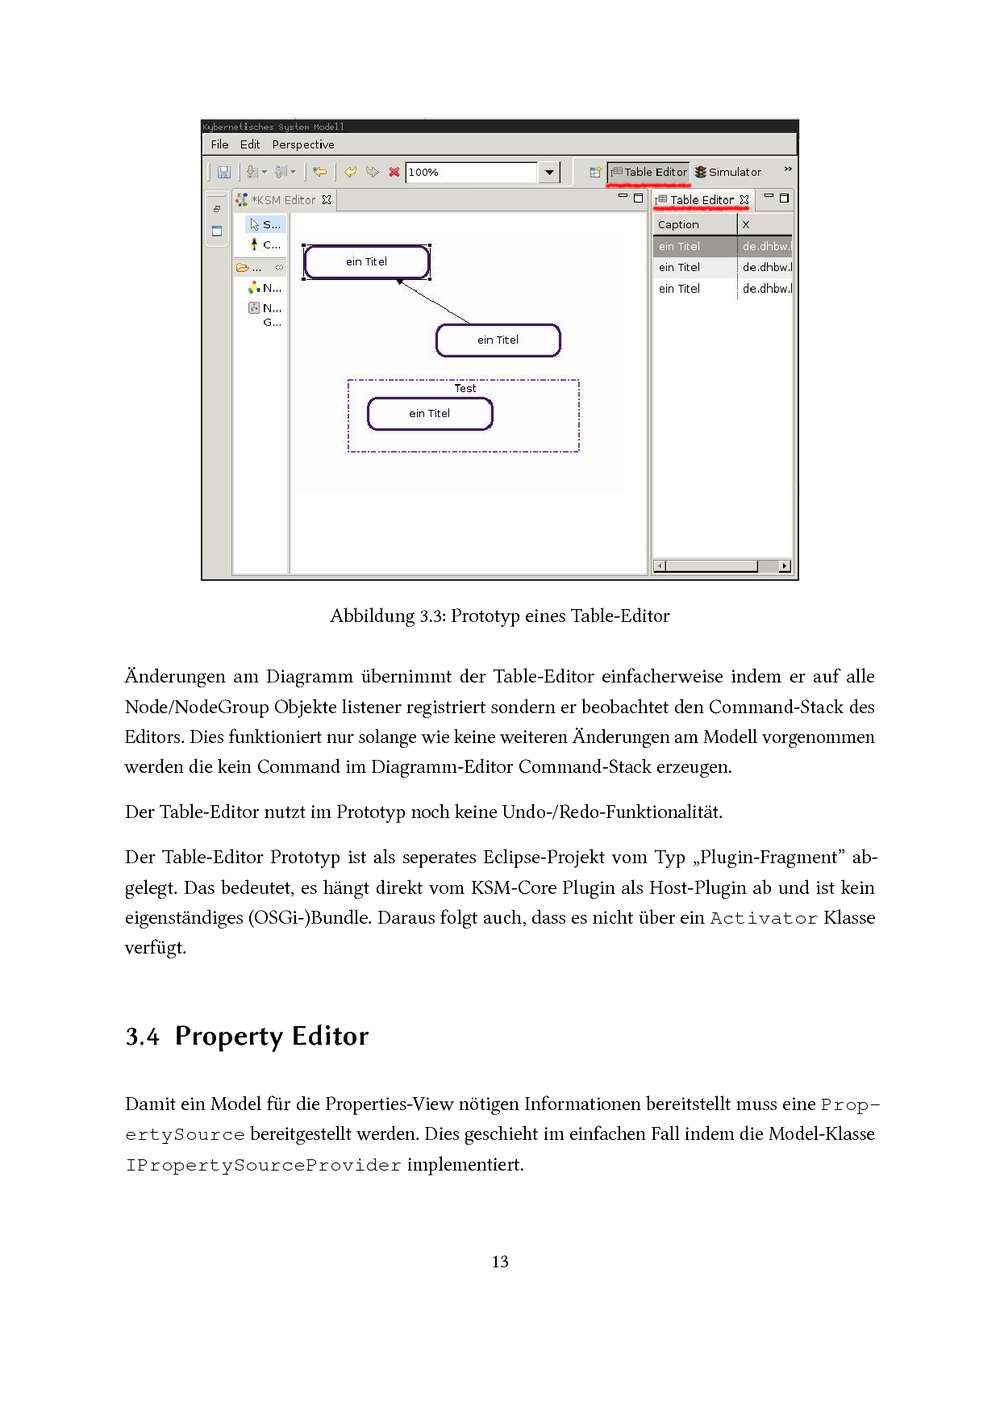 Kybernetisches System Modell
File Edit Perspective
100% Table Editor Simulator »
*KSM Editor Table Editor
S...
C...
...
N...
N...
G...
ein Titel
ein Titel
Test
ein Titel
Caption X
ein Titel de.dhbw.
ein Titel de.dhbw.
ein Titel de.dhbw.
Abbildung 3.3: Prototyp eines Table-Editor
Änderungen am Diagramm übernimmt der Table-Editor einfacherweise indem er auf alle
Node/NodeGroup Objekte listener registriert sondern er beobachtet den Command-Stack des
Editors. Dies funktioniert nur solange wie keine weiteren Änderungen am Modell vorgenommen
werden die kein Command im Diagramm-Editor Command-Stack erzeugen.
Der Table-Editor nutzt im Prototyp noch keine Undo-/Redo-Funktionalität.
Der Table-Editor Prototyp ist als seperates Eclipse-Projekt vom Typ „Plugin-Fragment” ab-
gelegt. Das bedeutet, es hängt direkt vom KSM-Core Plugin als Host-Plugin ab und ist kein
eigenständiges (OSGi-)Bundle. Daraus folgt auch, dass es nicht über ein Activator Klasse
verfügt.
3.4 Property Editor
Damit ein Model für die Properties-View nötigen Informationen bereitstellt muss eine Prop-
ertySource bereitgestellt werden. Dies geschieht im einfachen Fall indem die Model-Klasse
IPropertySourceProvider implementiert.
13